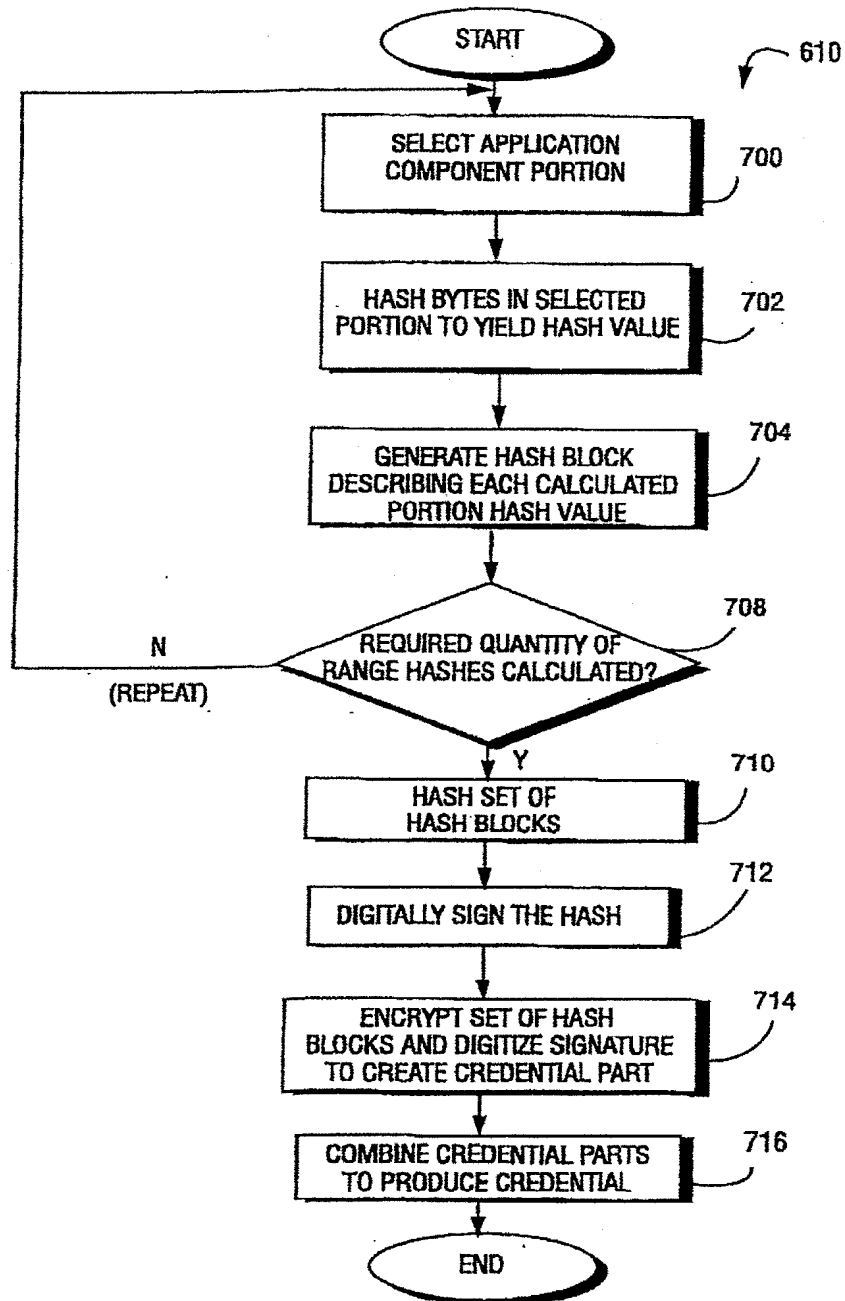 START
610
SELECT APPLICATION
COMPONENT PORTION
700
HASH BYTES IN SELECTED
PORTION TO YIELD HASH VALUE
702
GENERATE HASH BLOCK
DESCRIBING EACH CALCULATED
PORTION HASH VALUE
704
REQUIRED QUANTITY OF
RANGE HASHES CALCULATED?
708
N
(REPEAT)
Y
HASH SET OF
HASH BLOCKS
710
DIGITALLY SIGN THE HASH
712
ENCRYPT SET OF HASH
BLOCKS AND DIGITIZE SIGNATURE
TO CREATE CREDENTIAL PART
714
COMBINE CREDENTIAL PARTS
TO PRODUCE CREDENTIAL
716
END